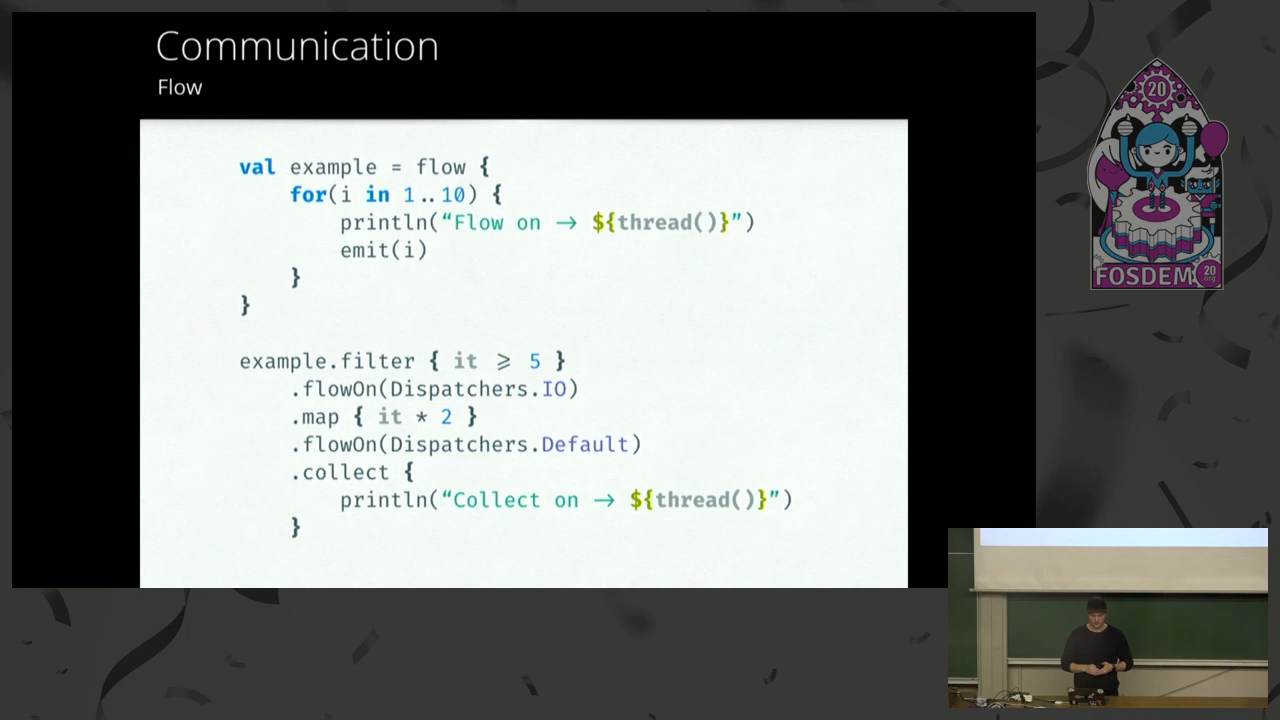 Communication
Flow
val example = flow {
    for(i in 1..10) {
        println(“Flow on → ${thread()}”)
        emit(i)
    }
}
example.filter { it ⩾ 5 }
    .flowOn(Dispatchers.IO)
    .map { it * 2 }
    .flowOn(Dispatchers.Default)
    .collect {
        println(“Collect on → ${thread()}”)
    }
20
FOSDEM
20
.org